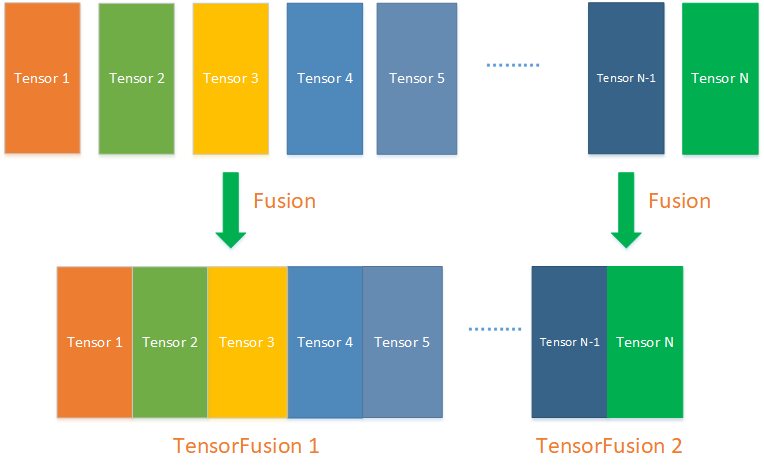 Tensor 1
Tensor 2
Tensor 3
Tensor 4
Tensor 5
Tensor N-1
Tensor N
Fusion
Fusion
Tensor 1
Tensor 2
Tensor 3
Tensor 4
Tensor 5
Tensor N-1
Tensor N
TensorFusion 1
TensorFusion 2